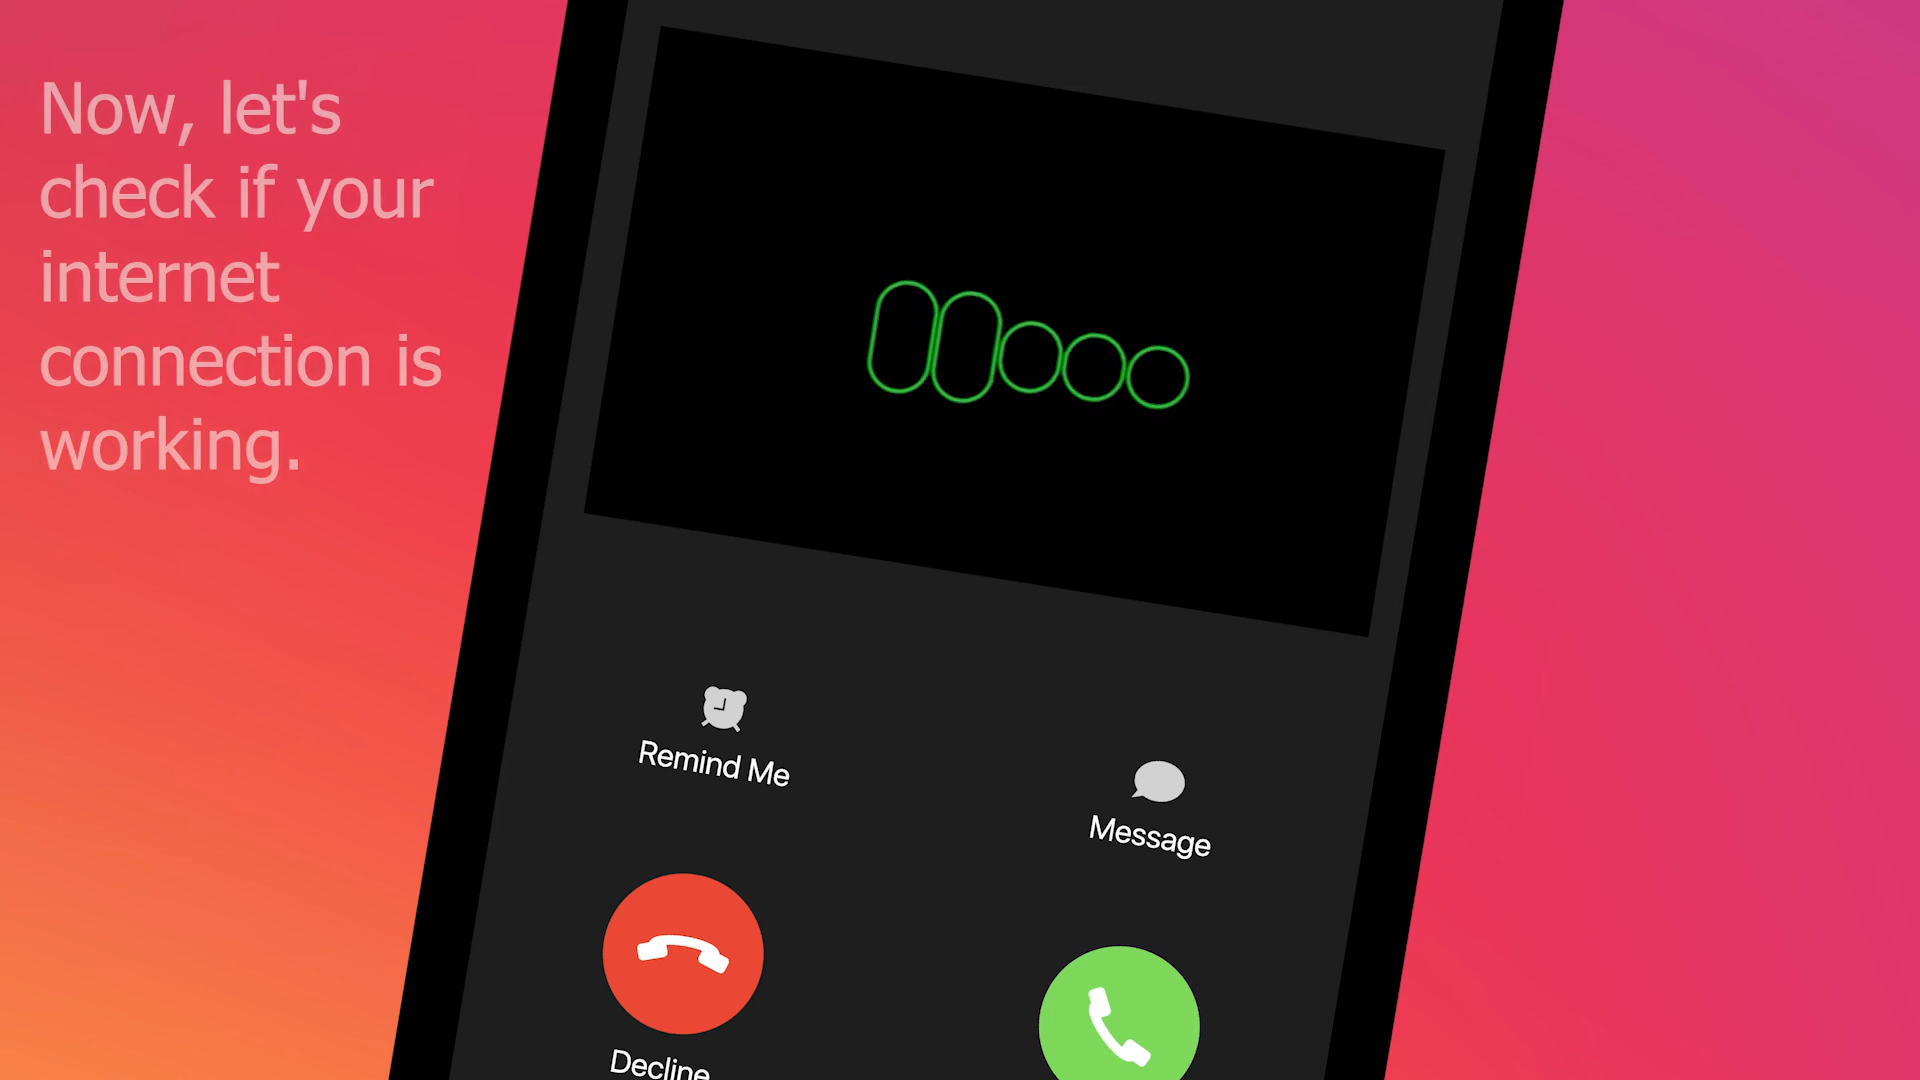 Now, let's
check if your
internet
connection is
working.
Remind Me
Message
Decline